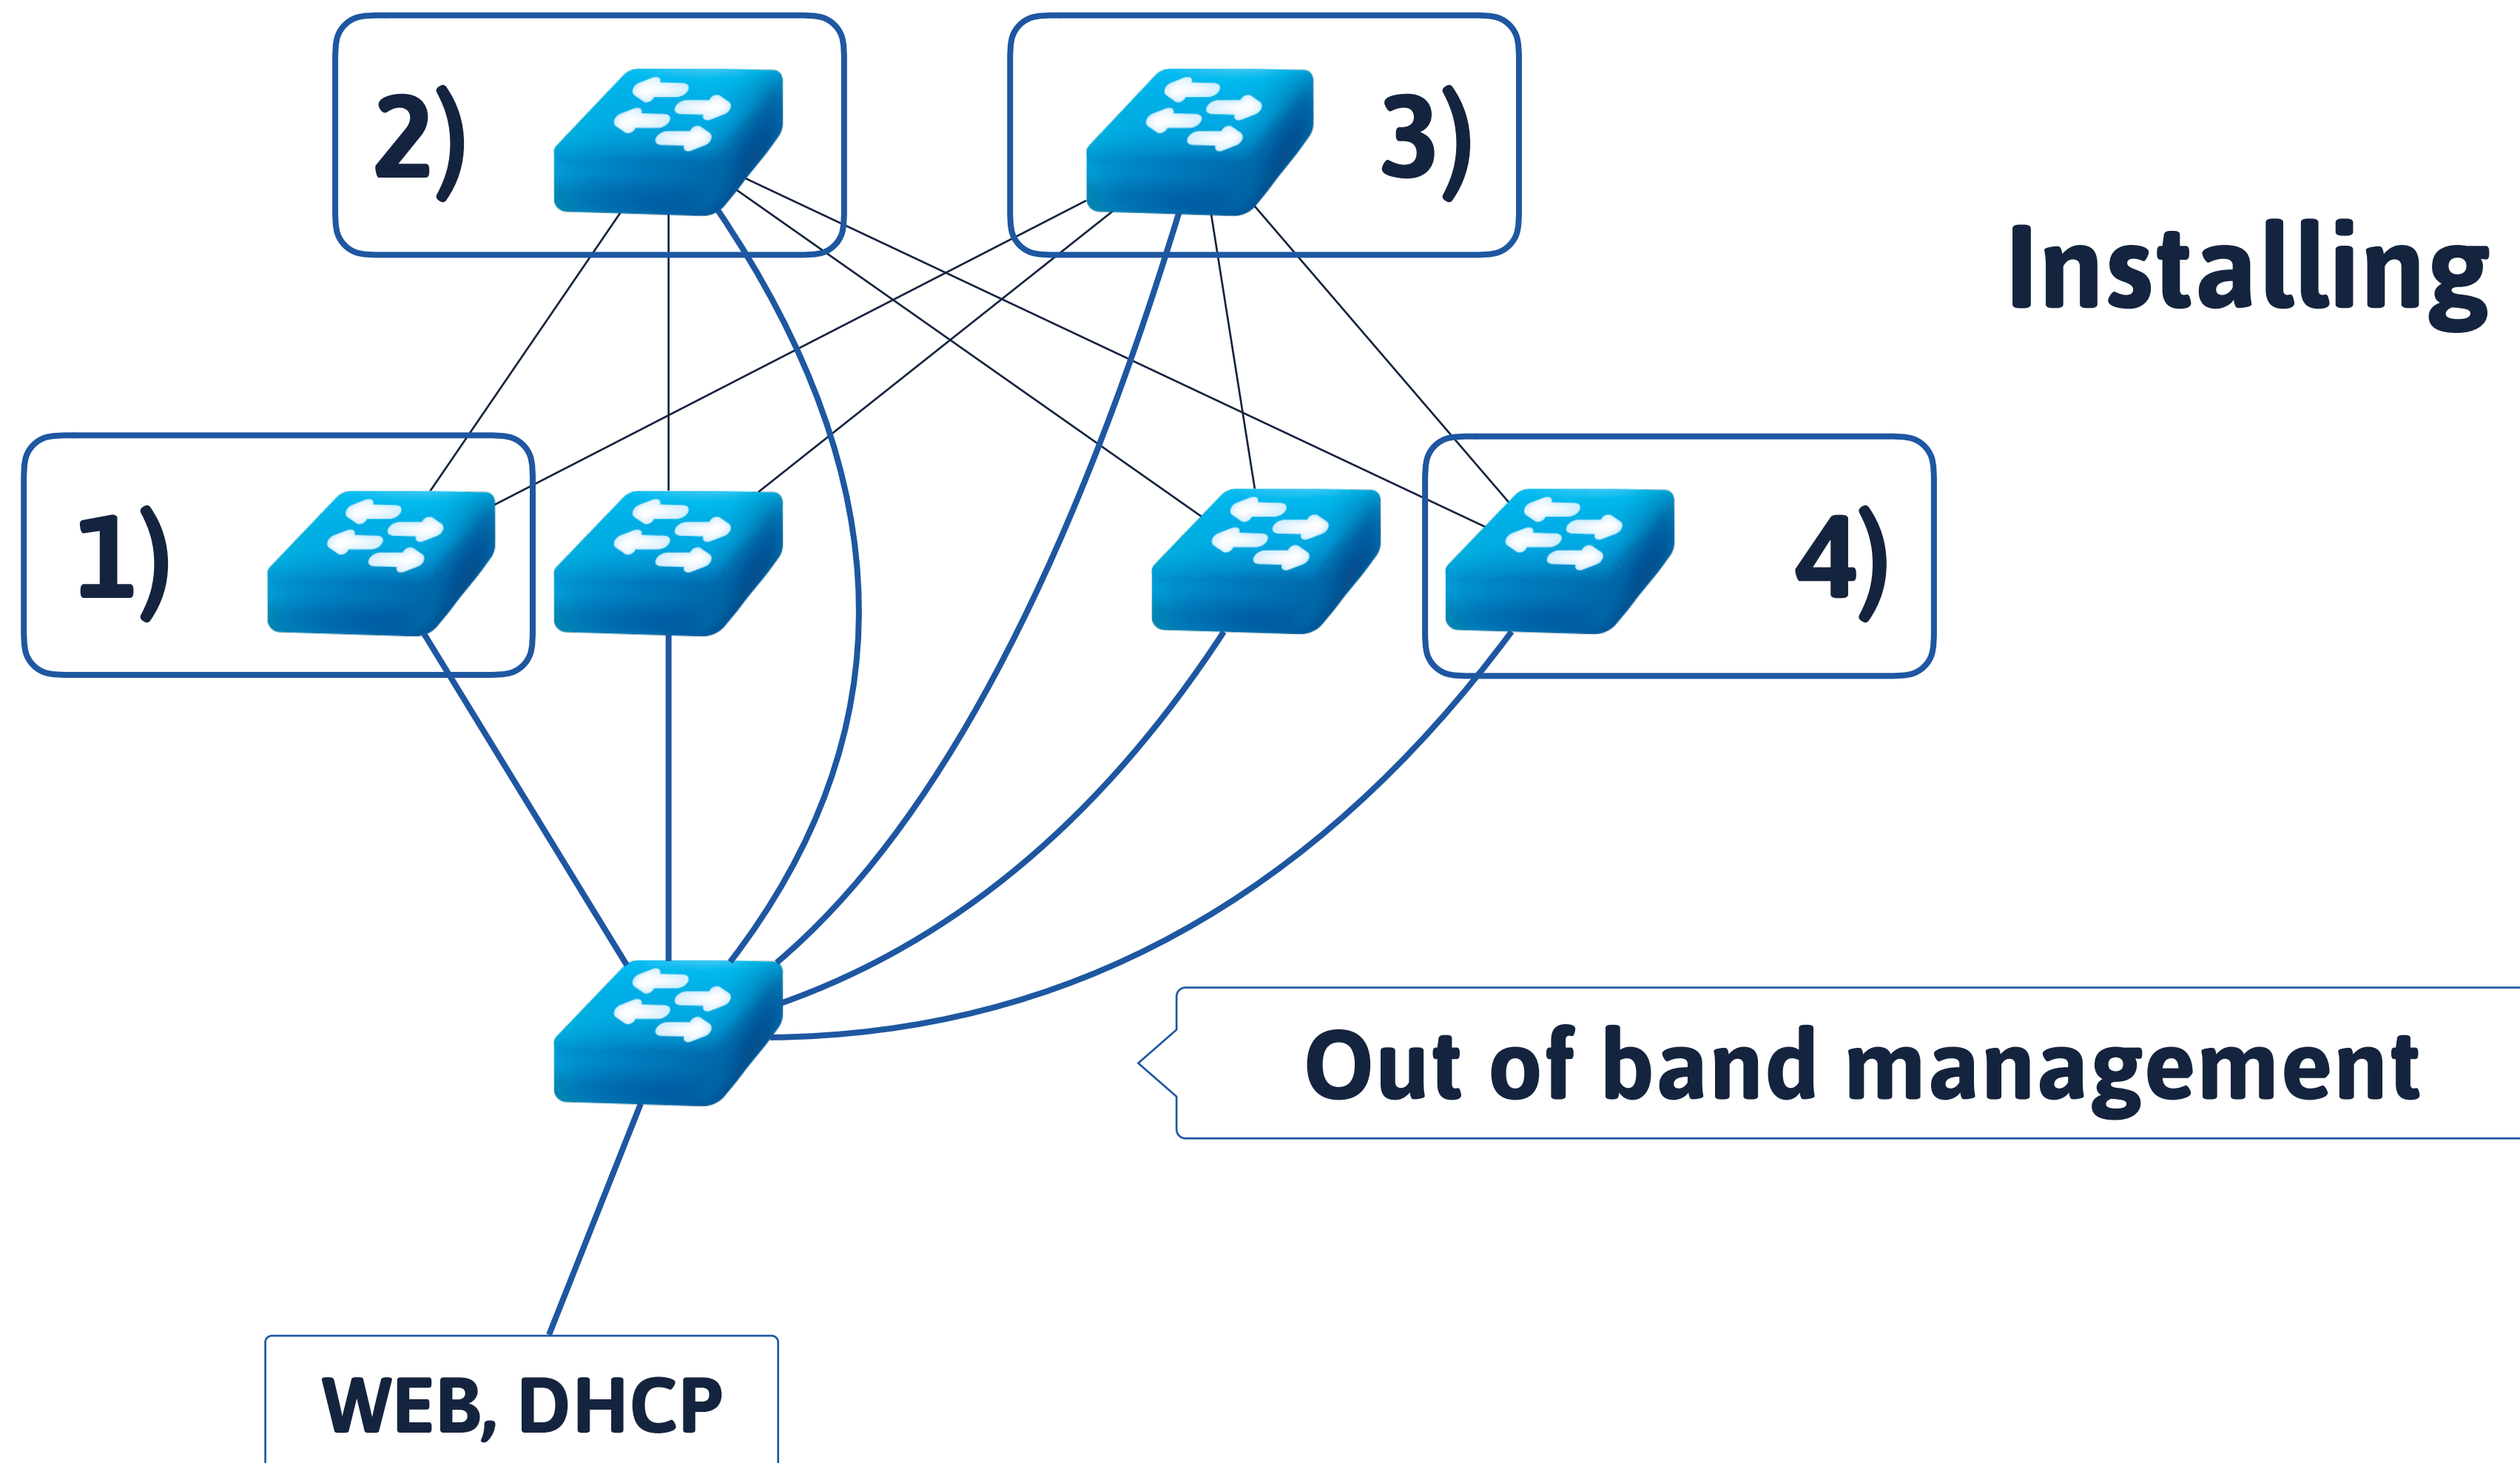 2)
3)
Installing
1)
4)
Out of band management
WEB, DHCP